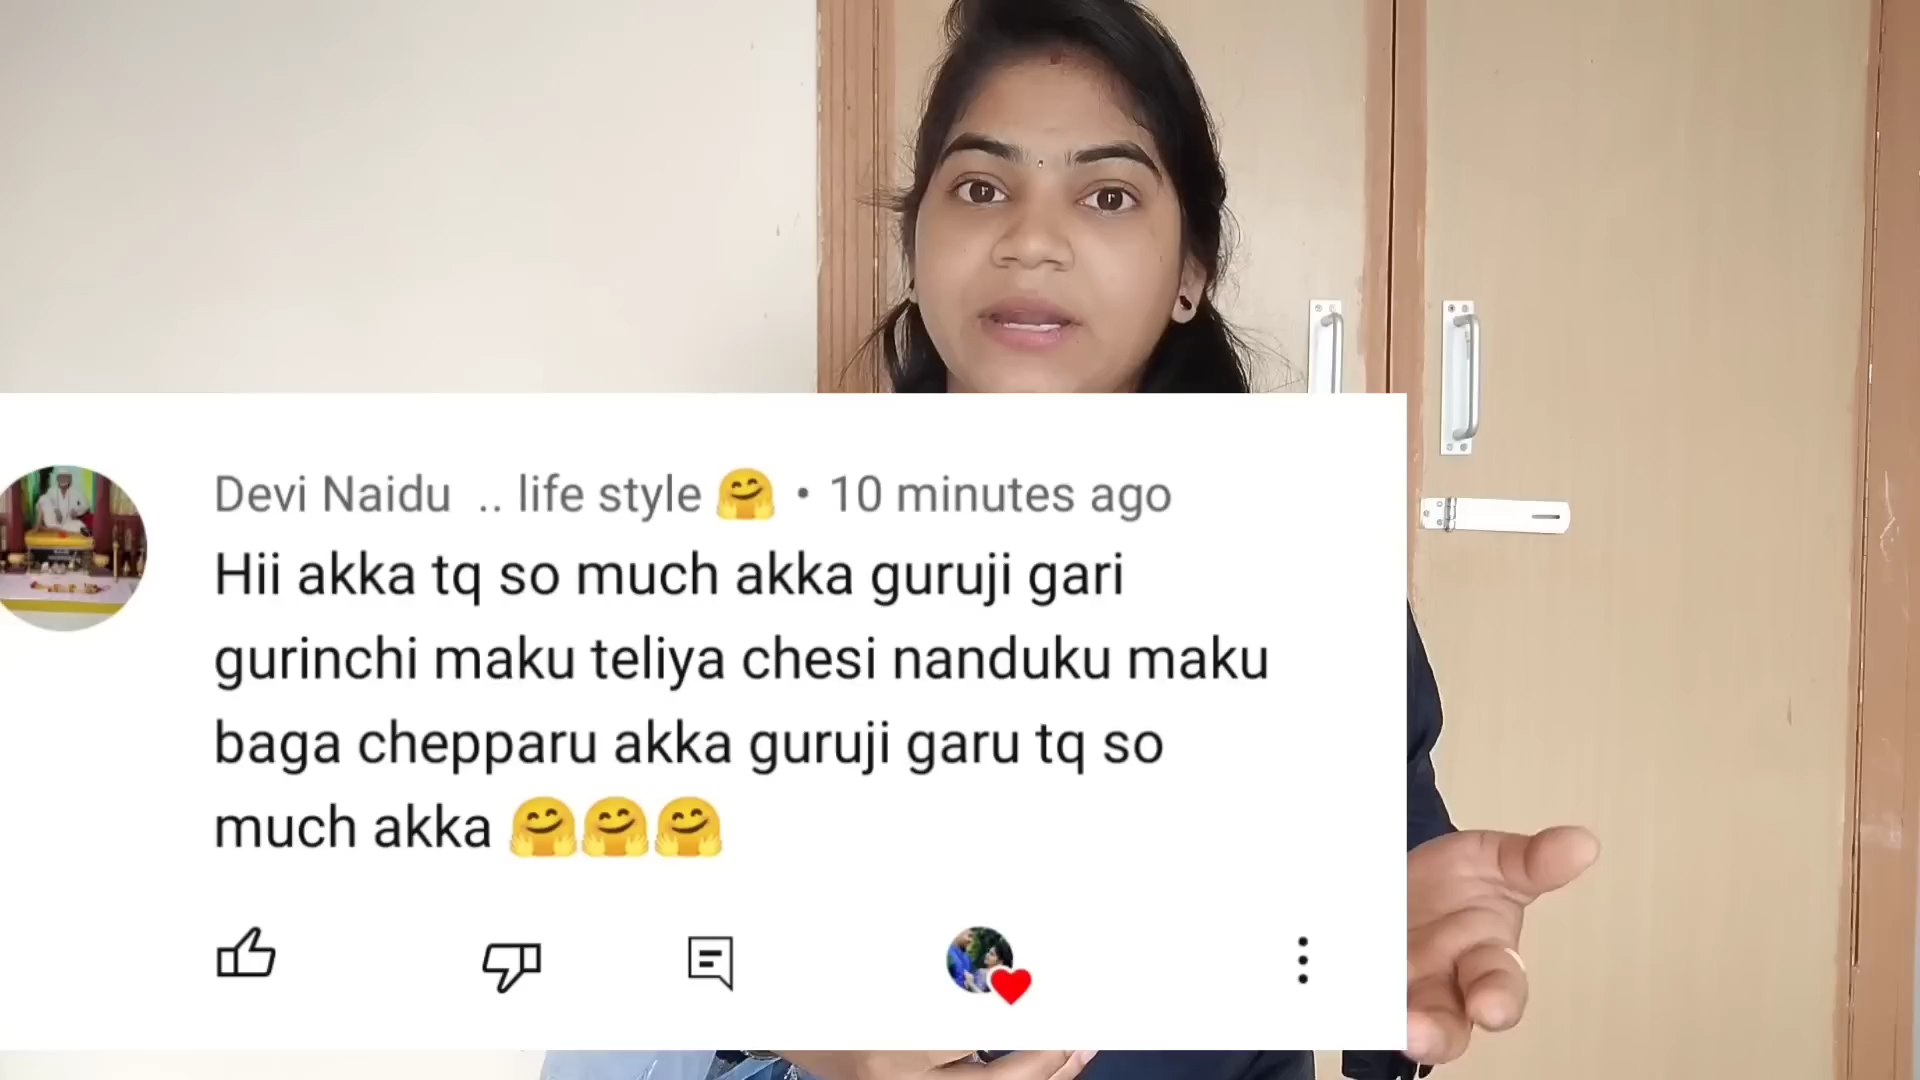 Devi Naidu .. life style 🤗 • 10 minutes ago
Hii akka tq so much akka guruji gari
gurinchi maku teliya chesi nanduku maku
baga chepparu akka guruji garu tq so
much akka 🤗🤗🤗